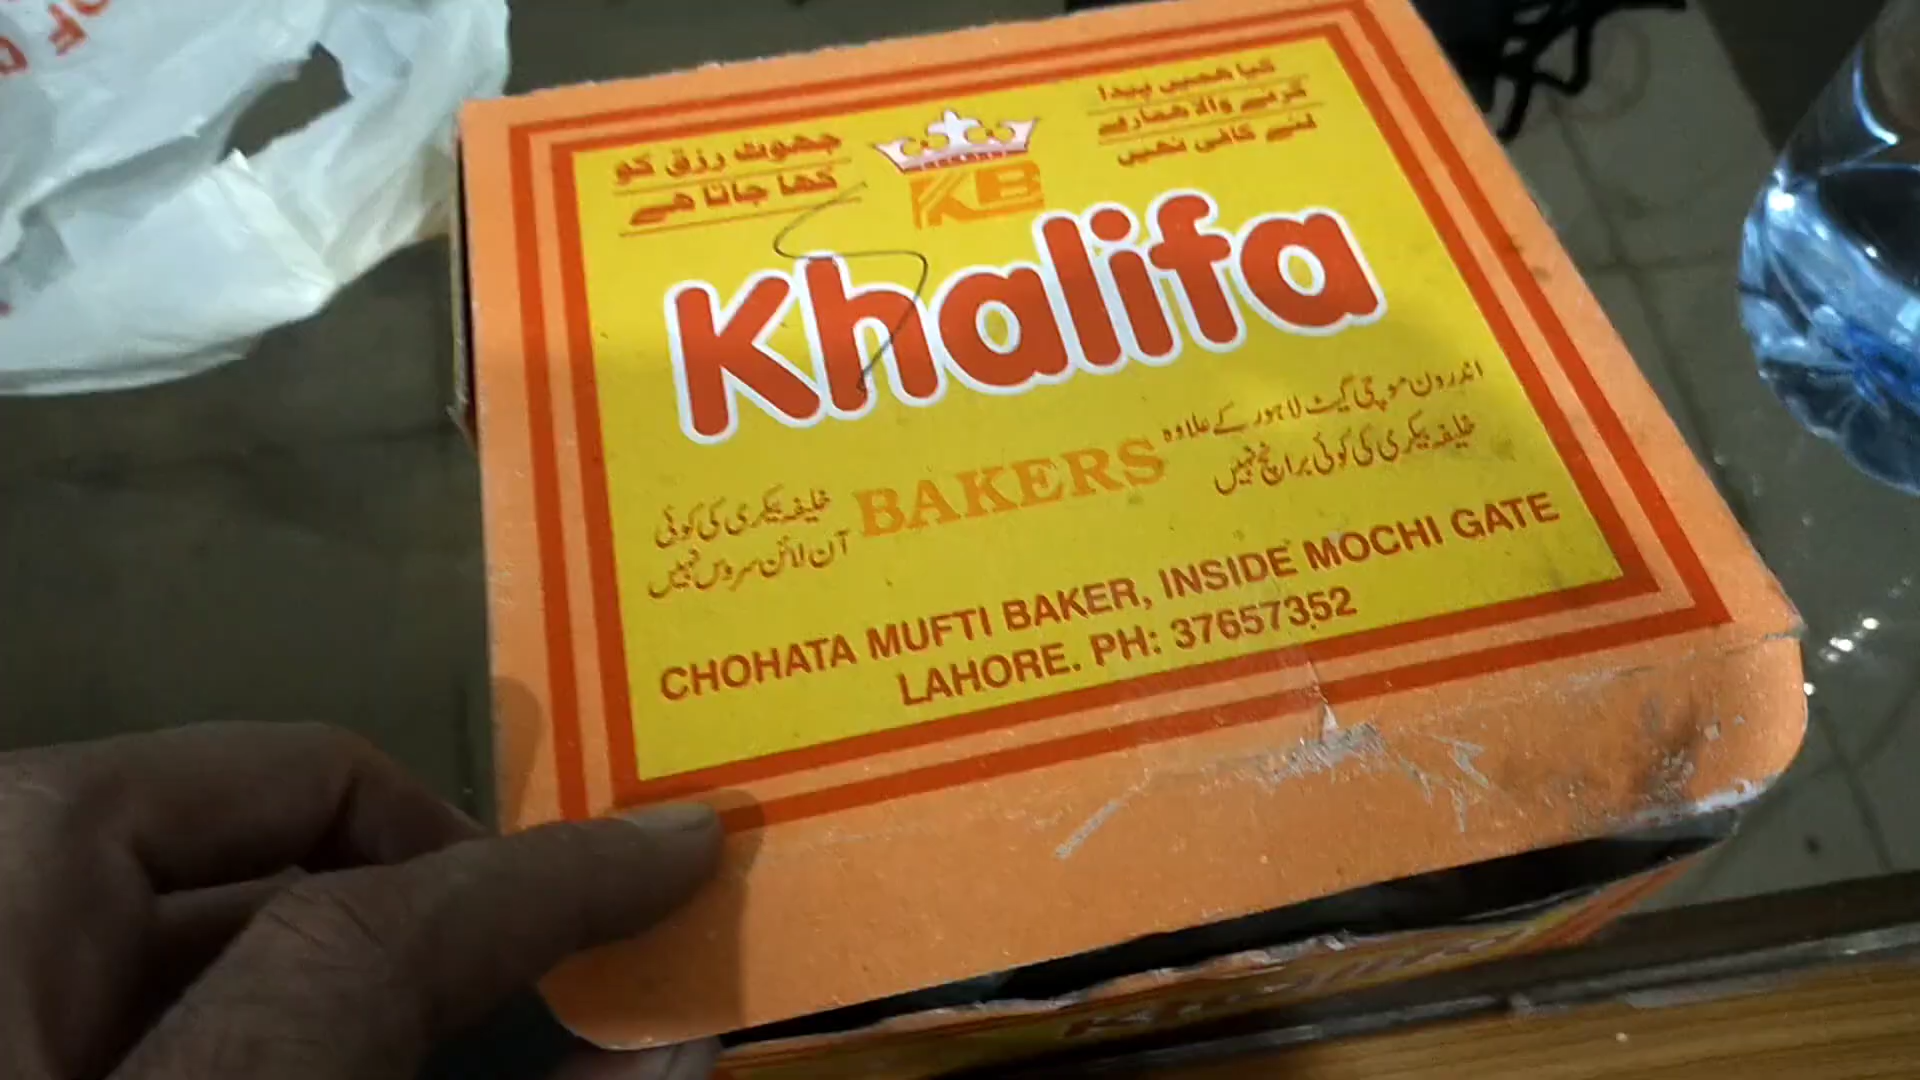 OF
جھوٹ رزق کو
کھا جاتا ہے
کیا ہمیں پیدا
کرنے والا ہمارے
لئے کافی نہیں
KB
Khalifa
BAKERS
اندرون موچی گیٹ لاہور کے علاوہ
خلیفہ بیکری کی کوئی برانچ نہیں
خلیفہ بیکری کی کوئی
آن لائن سروس نہیں
CHOHATA MUFTI BAKER, INSIDE MOCHI GATE
LAHORE. PH: 37657352